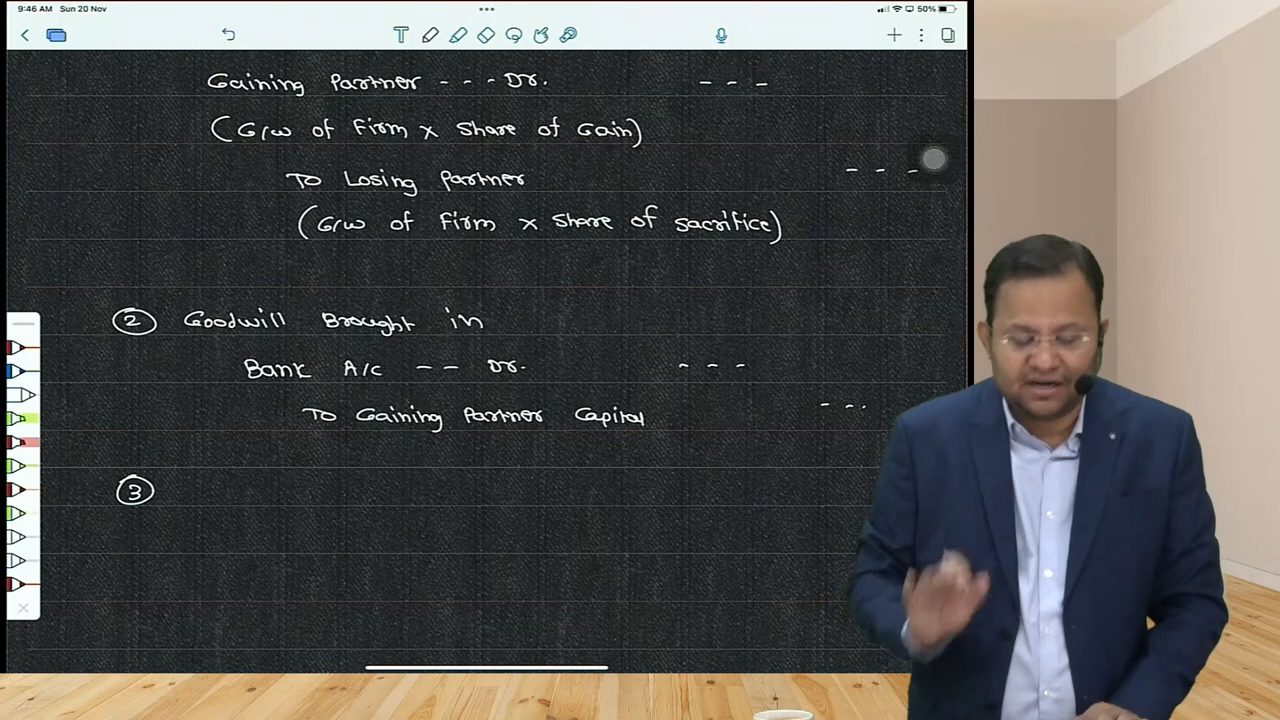 9:46 AM Sun 20 Nov
50%
Gaining Partner - - - Dr. - - -
(G/w of Firm x Share of Gain)
To Losing Partner - - -
(G/w of Firm x Share of sacrifice)
2 Goodwill Brought in
Bank A/c - - Dr. - - -
To Gaining Partner Capital - - -
3